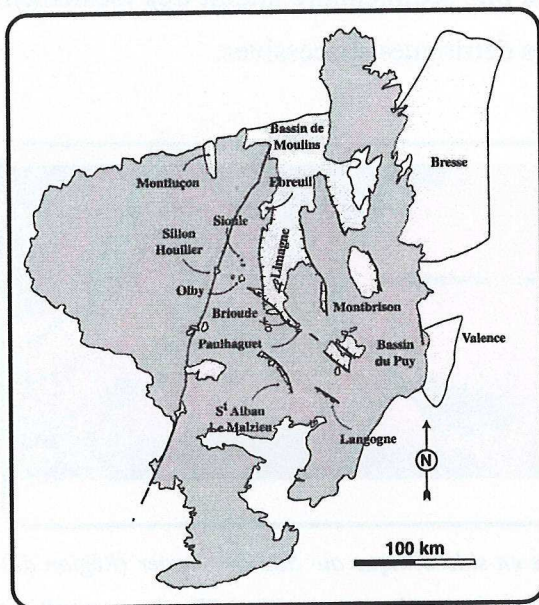 Bassin de
Moulins
Bresse
Montluçon
Ebreuil
Sioule
Sillon
Houiller
Limagne
Olby
Montbrison
Brioude
Valence
Paulhaguet
Bassin
du Puy
St Alban
Le Malzieu
Langogne
N
100 km